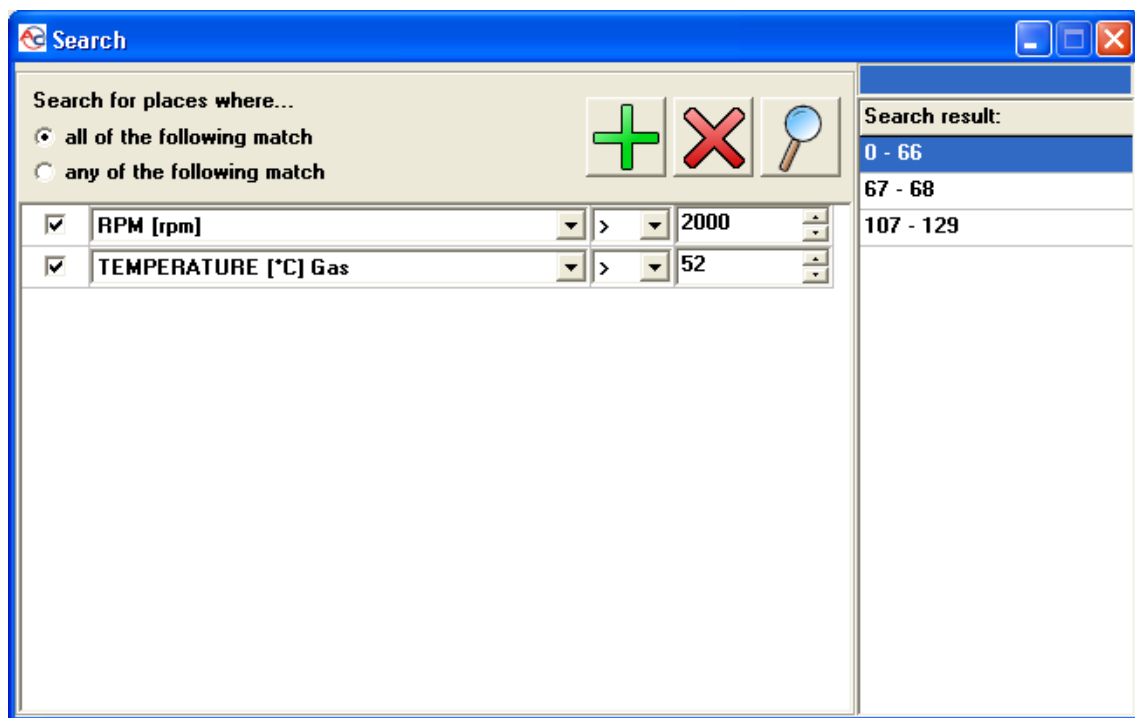 Search
Search for places where...
all of the following match
any of the following match
RPM [rpm] > 2000
TEMPERATURE [°C] Gas > 52
Search result:
0 - 66
67 - 68
107 - 129